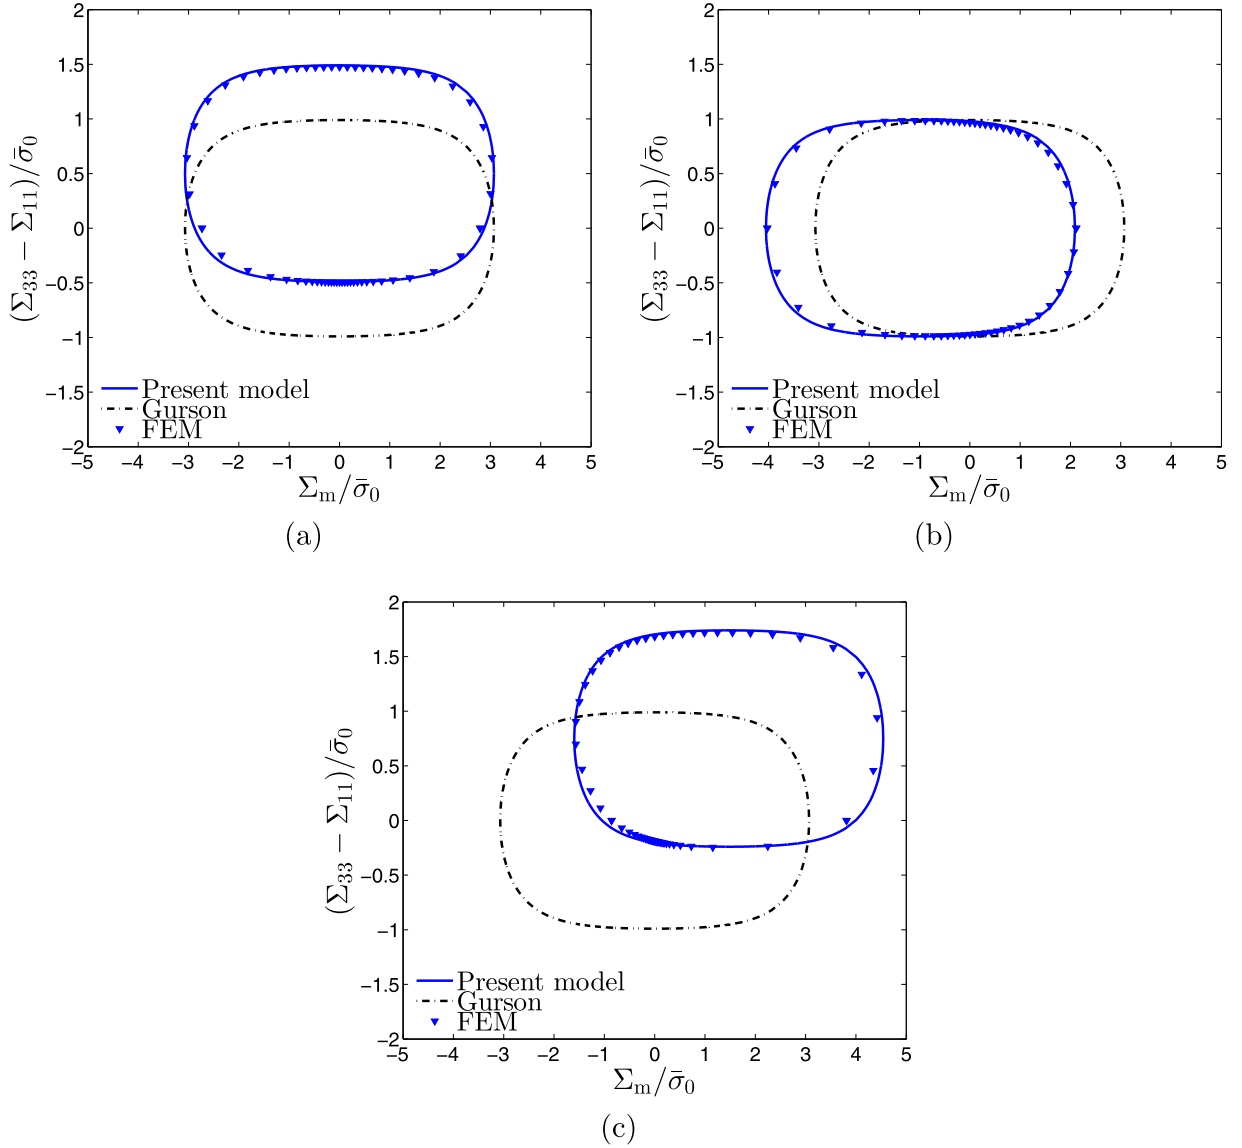 2
1.5
1
0.5
0
−0.5
−1
−1.5
−2
(Σ33 − Σ11)/σ̄0
Present model
Gurson
FEM
−5 −4 −3 −2 −1 0 1 2 3 4 5
Σm/σ̄0
(a)
2
1.5
1
0.5
0
−0.5
−1
−1.5
−2
(Σ33 − Σ11)/σ̄0
Present model
Gurson
FEM
−5 −4 −3 −2 −1 0 1 2 3 4 5
Σm/σ̄0
(b)
2
1.5
1
0.5
0
−0.5
−1
−1.5
−2
(Σ33 − Σ11)/σ̄0
Present model
Gurson
FEM
−5 −4 −3 −2 −1 0 1 2 3 4 5
Σm/σ̄0
(c)